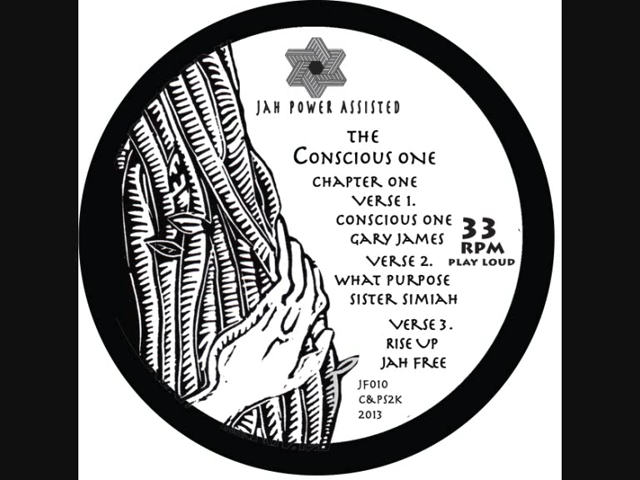 JAH POWER ASSISTED
THE
CONSCIOUS ONE
CHAPTER ONE
VERSE 1.
CONSCIOUS ONE
GARY JAMES
VERSE 2.
WHAT PURPOSE
SISTER SIMIAH
VERSE 3.
RISE UP
JAH FREE
33
RPM
PLAY LOUD
JF010
C&PS2K
2013